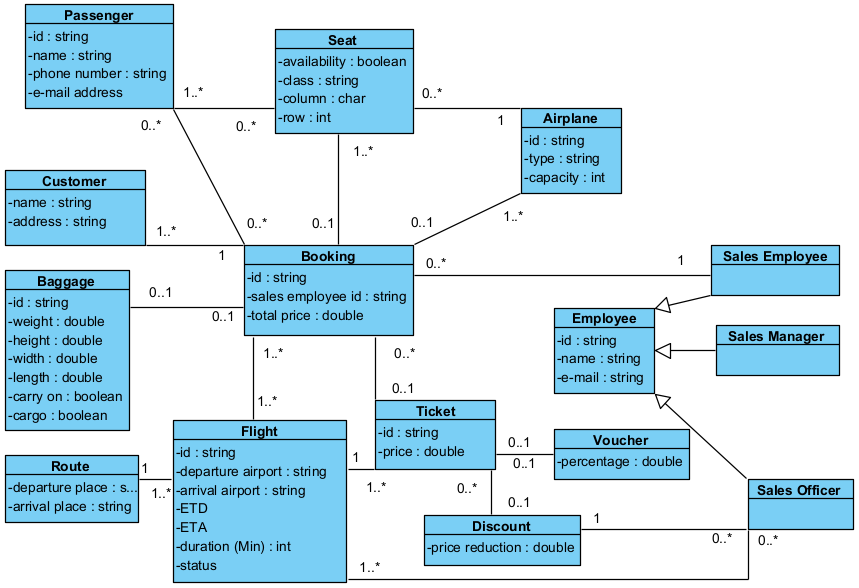 Passenger
-id : string
-name : string
-phone number : string
-e-mail address
Seat
-availability : boolean
-class : string
-column : char
-row : int
1..*
0..*
0..*
0..*
1
Airplane
-id : string
-type : string
-capacity : int
1..*
Customer
-name : string
-address : string
1..*
1
0..*
0..1
0..1
1..*
Booking
-id : string
-sales employee id : string
-total price : double
0..*
1
Sales Employee
Baggage
-id : string
-weight : double
-height : double
-width : double
-length : double
-carry on : boolean
-cargo : boolean
0..1
0..1
Employee
-id : string
-name : string
-e-mail : string
Sales Manager
1..*
0..*
1..*
0..1
Ticket
-id : string
-price : double
Flight
-id : string
-departure airport : string
-arrival airport : string
-ETD
-ETA
-duration (Min) : int
-status
0..1
0..1
Voucher
-percentage : double
Route
-departure place : s...
-arrival place : string
1
1..*
1
1..*
0..*
0..1
Sales Officer
Discount
-price reduction : double
1
0..*
0..*
1..*